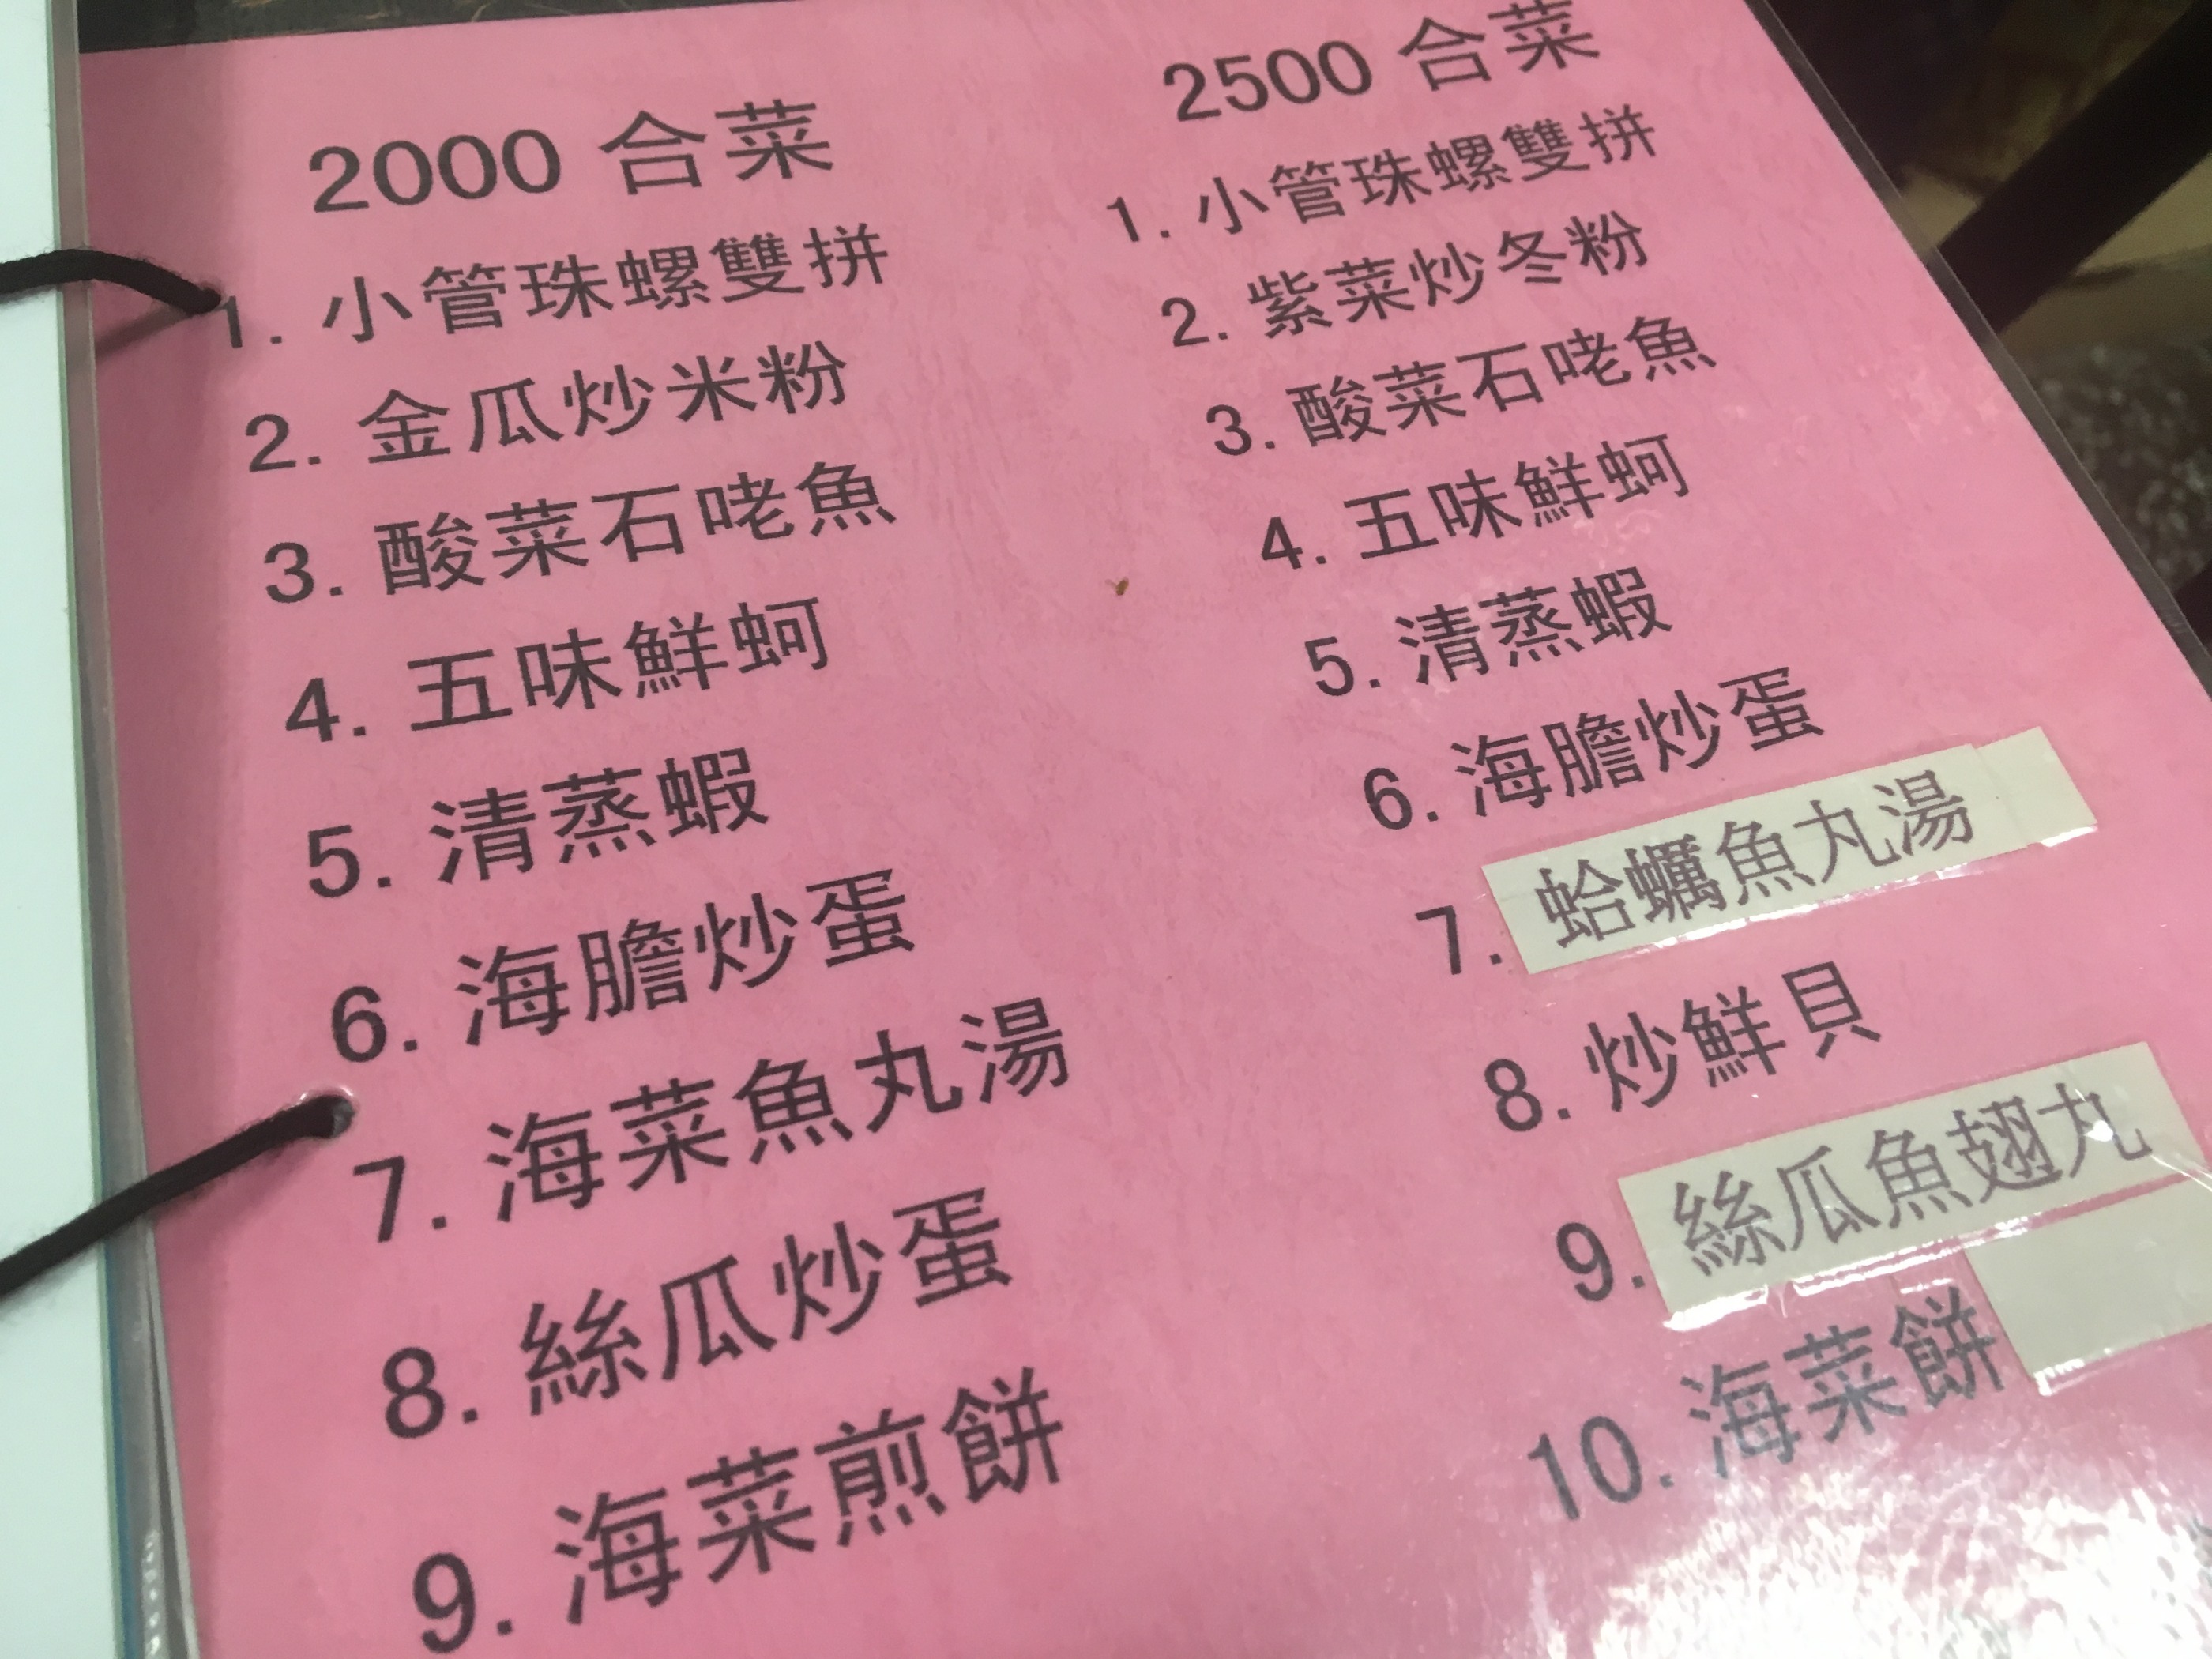 2000 合菜
1. 小管珠螺雙拼
2. 金瓜炒米粉
3. 酸菜石咾魚
4. 五味鮮蚵
5. 清蒸蝦
6. 海膽炒蛋
7. 海菜魚丸湯
8. 絲瓜炒蛋
9. 海菜煎餅
2500 合菜
1. 小管珠螺雙拼
2. 紫菜炒冬粉
3. 酸菜石咾魚
4. 五味鮮蚵
5. 清蒸蝦
6. 海膽炒蛋
7. 蛤蠣魚丸湯
8. 炒鮮貝
9. 絲瓜魚翅丸
10. 海菜餅